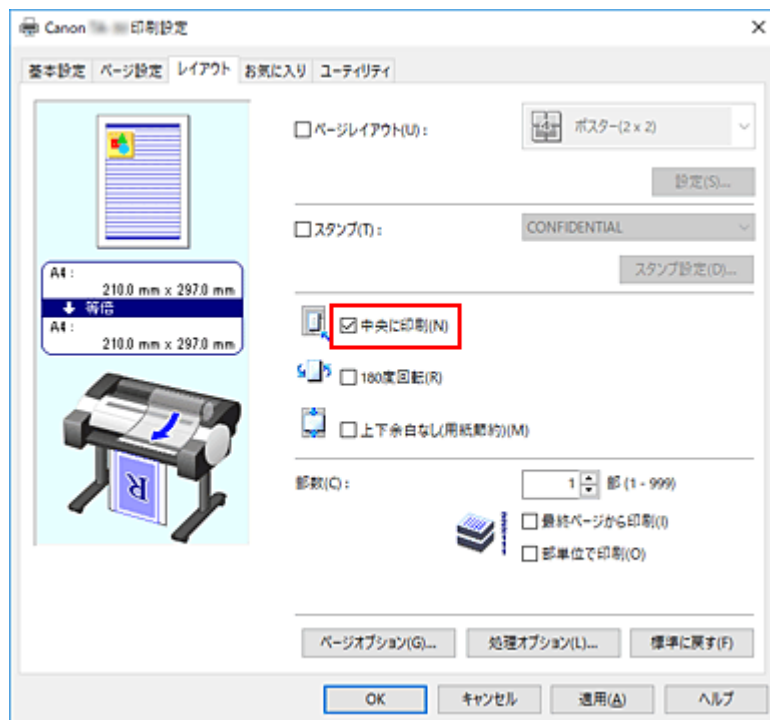 Canon 印刷設定
基本設定 ページ設定 レイアウト お気に入り ユーティリティ
ページレイアウト(U) :
ポスター(2 x 2)
設定(S)...
スタンプ(T) :
CONFIDENTIAL
スタンプ設定(D)...
A4 :
210.0 mm x 297.0 mm
等倍
A4 :
210.0 mm x 297.0 mm
中央に印刷(N)
180度回転(R)
上下余白なし(用紙節約)(M)
部数(C) :
1 部 (1 - 999)
最終ページから印刷(I)
部単位で印刷(O)
R
ページオプション(G)... 処理オプション(L)... 標準に戻す(F)
OK キャンセル 適用(A) ヘルプ